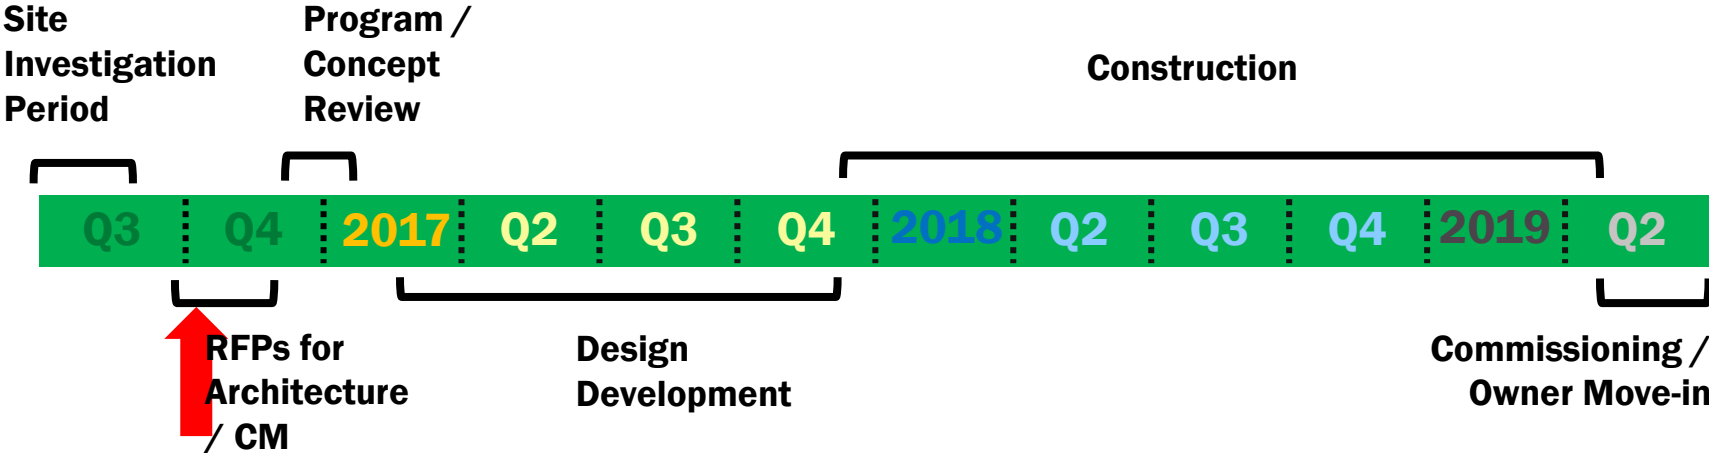 Site
Investigation
Period
Program /
Concept
Review
Construction
Q3 Q4 2017 Q2 Q3 Q4 2018 Q2 Q3 Q4 2019 Q2
RFPs for
Architecture
/ CM
Design
Development
Commissioning /
Owner Move-in